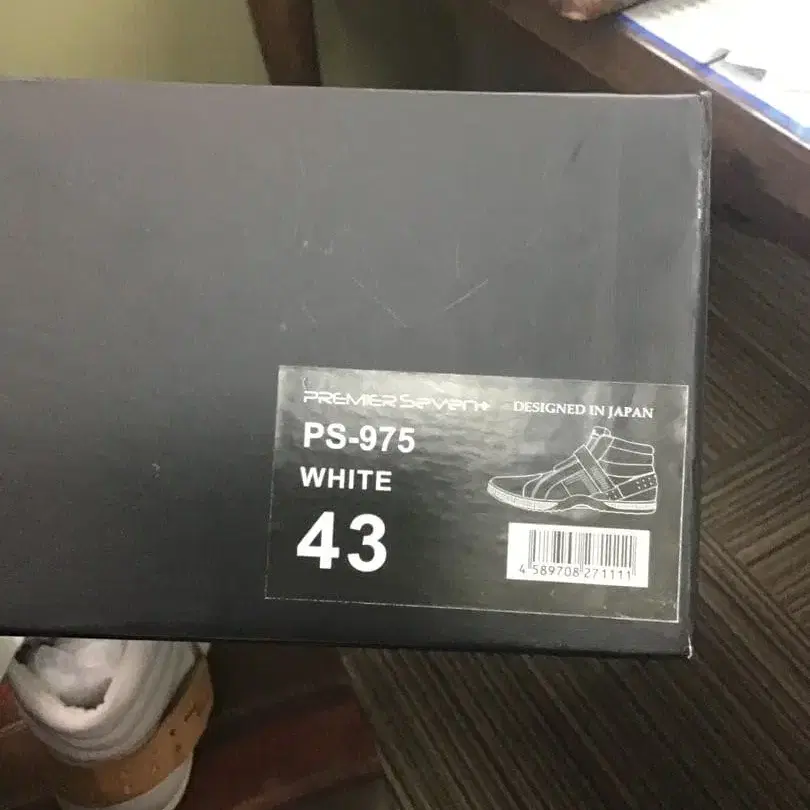 PREMIER Seven+
DESIGNED IN JAPAN
PS-975
WHITE
43
4 589708 271111